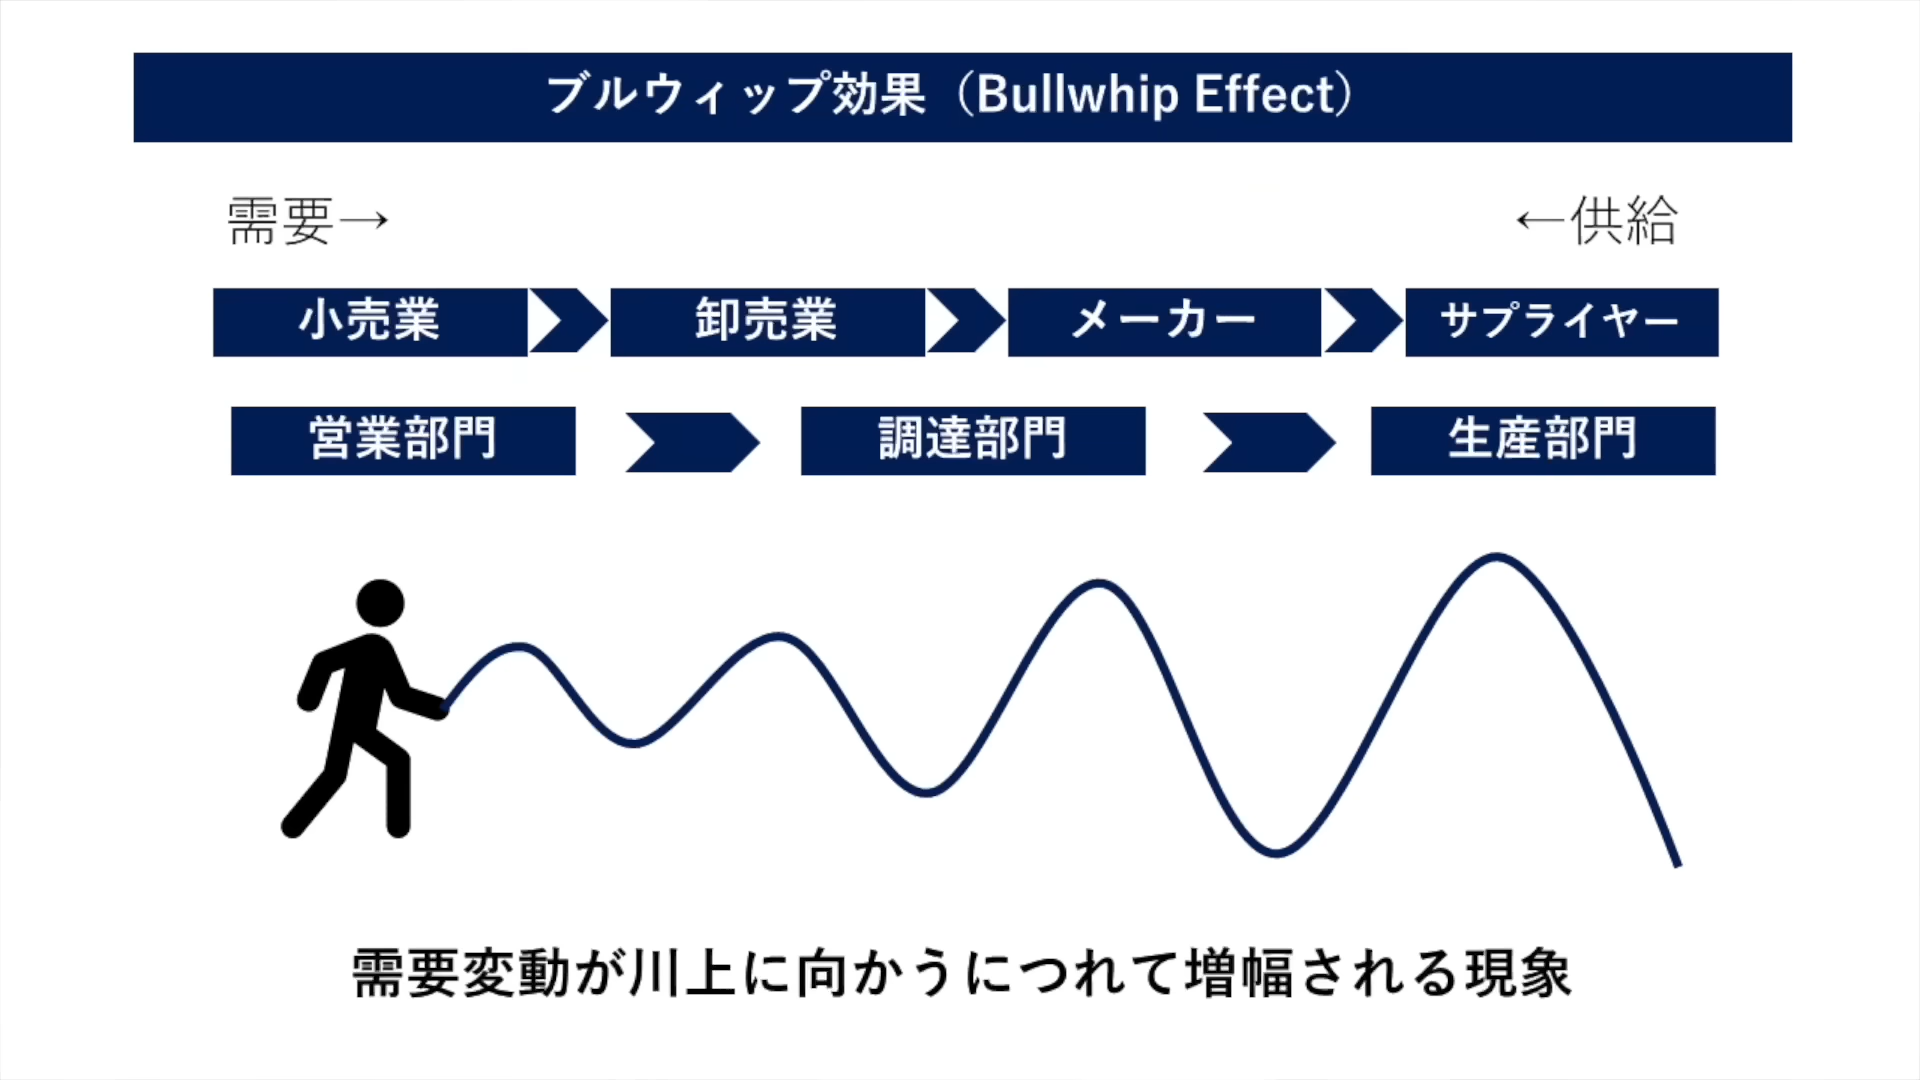 ブルウィップ効果（Bullwhip Effect）
需要→
←供給
小売業
卸売業
メーカー
サプライヤー
営業部門
調達部門
生産部門
需要変動が川上に向かうにつれて増幅される現象